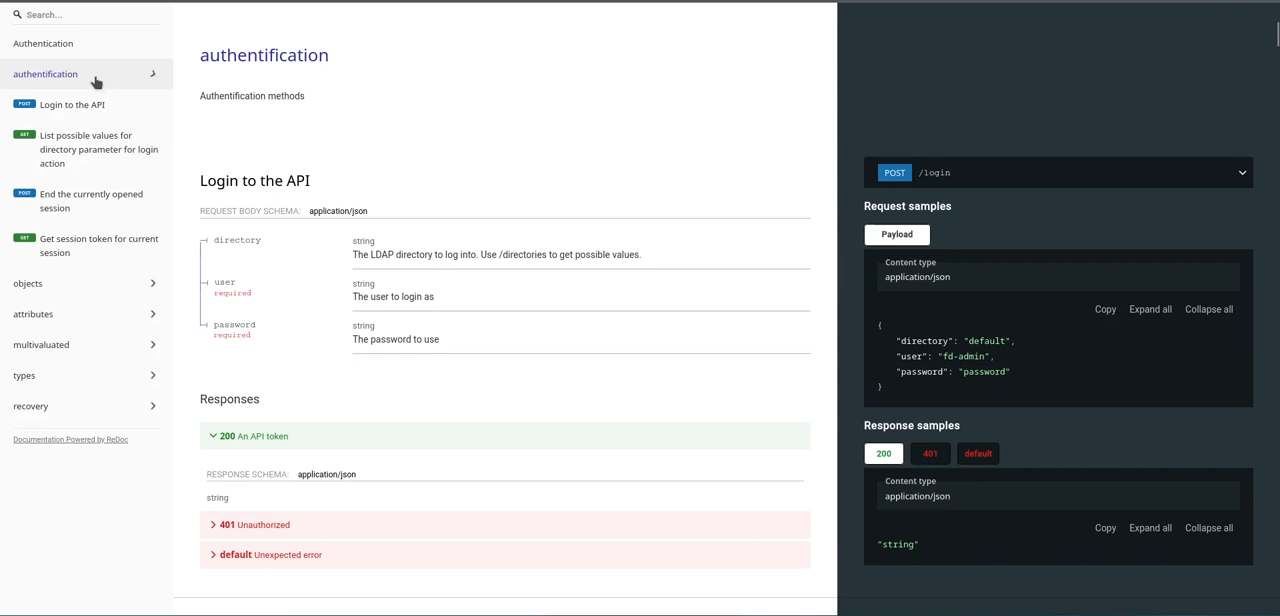 Search...
Authentication
authentification
POST Login to the API
GET List possible values for
directory parameter for login
action
POST End the currently opened
session
GET Get session token for current
session
objects
attributes
multivaluated
types
recovery
Documentation Powered by ReDoc
authentification
Authentification methods
Login to the API
REQUEST BODY SCHEMA: application/json
directory
string
The LDAP directory to log into. Use /directories to get possible values.
user
required
string
The user to login as
password
required
string
The password to use
Responses
200 An API token
RESPONSE SCHEMA: application/json
string
401 Unauthorized
default Unexpected error
POST /login
Request samples
Payload
Content type
application/json
Copy Expand all Collapse all
{
"directory": "default",
"user": "fd-admin",
"password": "password"
}
Response samples
200 401 default
Content type
application/json
Copy Expand all Collapse all
"string"